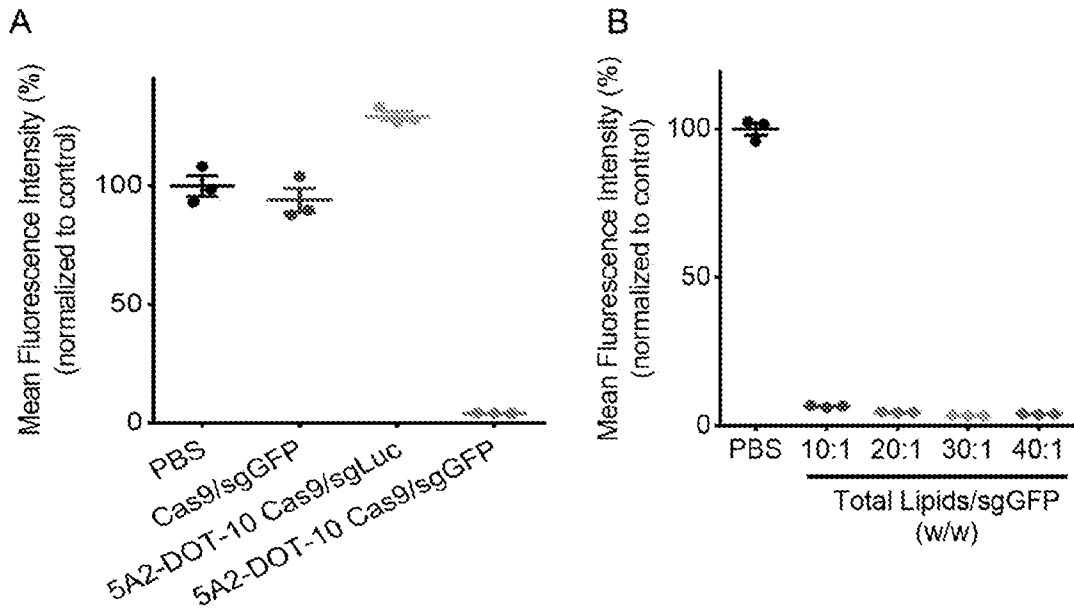 A
Mean Fluorescence Intensity (%)
(normalized to control)
100
50
0
PBS
Cas9/sgGFP
5A2-DOT-10 Cas9/sgLuc
5A2-DOT-10 Cas9/sgGFP
B
Mean Fluorescence Intensity (%)
(normalized to control)
100
50
0
PBS 10:1 20:1 30:1 40:1
Total Lipids/sgGFP
(w/w)